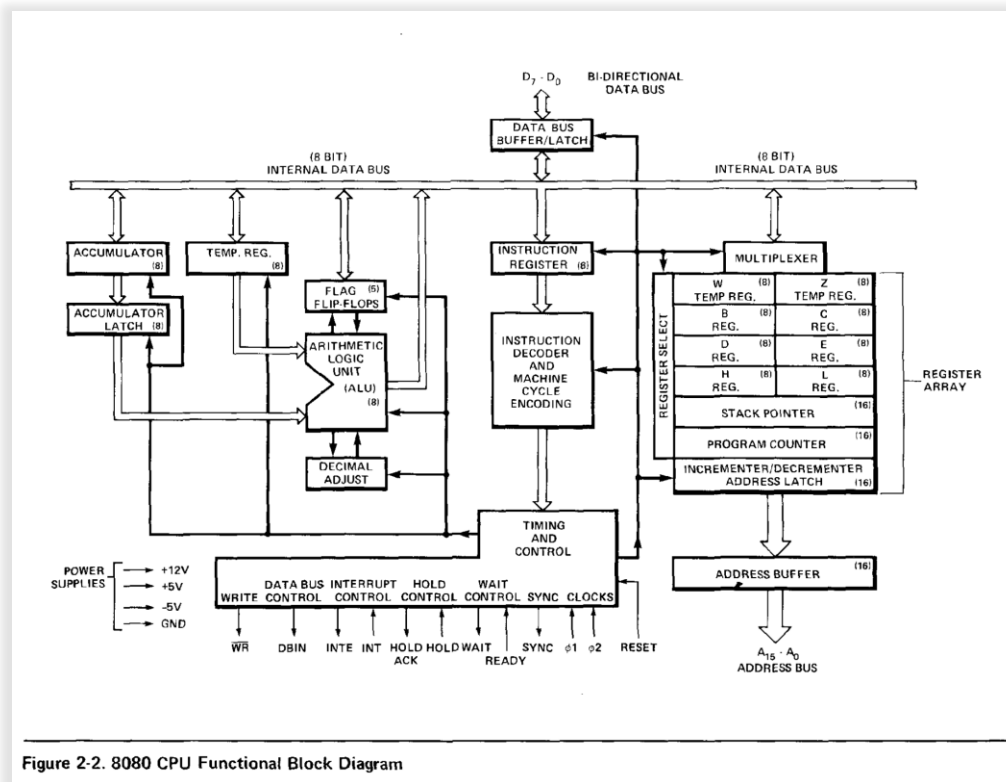 D7 - D0 BI-DIRECTIONAL
DATA BUS
DATA BUS
BUFFER/LATCH
(8 BIT)
INTERNAL DATA BUS
(8 BIT)
INTERNAL DATA BUS
ACCUMULATOR
(8)
TEMP. REG.
(8)
INSTRUCTION
REGISTER (8)
MULTIPLEXER
ACCUMULATOR
LATCH (8)
FLAG (5)
FLIP-FLOPS
ARITHMETIC
LOGIC
UNIT
(ALU)
(8)
DECIMAL
ADJUST
INSTRUCTION
DECODER
AND
MACHINE
CYCLE
ENCODING
REGISTER SELECT
W (8)
TEMP REG.
Z (8)
TEMP REG.
B (8)
REG.
C (8)
REG.
D (8)
REG.
E (8)
REG.
H (8)
REG.
L (8)
REG.
STACK POINTER (16)
PROGRAM COUNTER (16)
INCREMENTER/DECREMENTER
ADDRESS LATCH (16)
REGISTER
ARRAY
TIMING
AND
CONTROL
DATA BUS INTERRUPT HOLD WAIT
WRITE CONTROL CONTROL CONTROL CONTROL SYNC CLOCKS
ADDRESS BUFFER (16)
POWER
SUPPLIES
+12V
+5V
-5V
GND
W̅R̅ DBIN INTE INT HOLD HOLD WAIT SYNC ϕ1 ϕ2 RESET
ACK READY
A15 - A0
ADDRESS BUS
Figure 2-2. 8080 CPU Functional Block Diagram